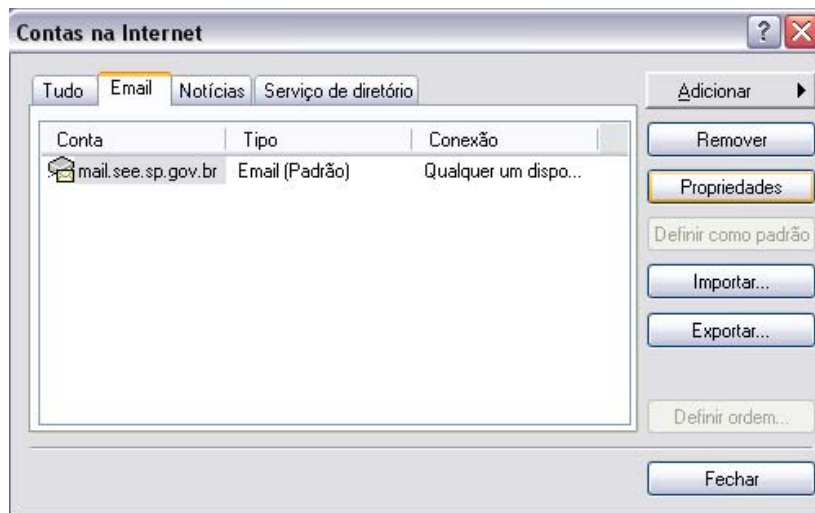 Contas na Internet
?
Tudo Email Notícias Serviço de diretório
Adicionar
Conta Tipo Conexão
Remover
mail.see.sp.gov.br Email (Padrão) Qualquer um dispo...
Propriedades
Definir como padrão
Importar...
Exportar...
Definir ordem...
Fechar